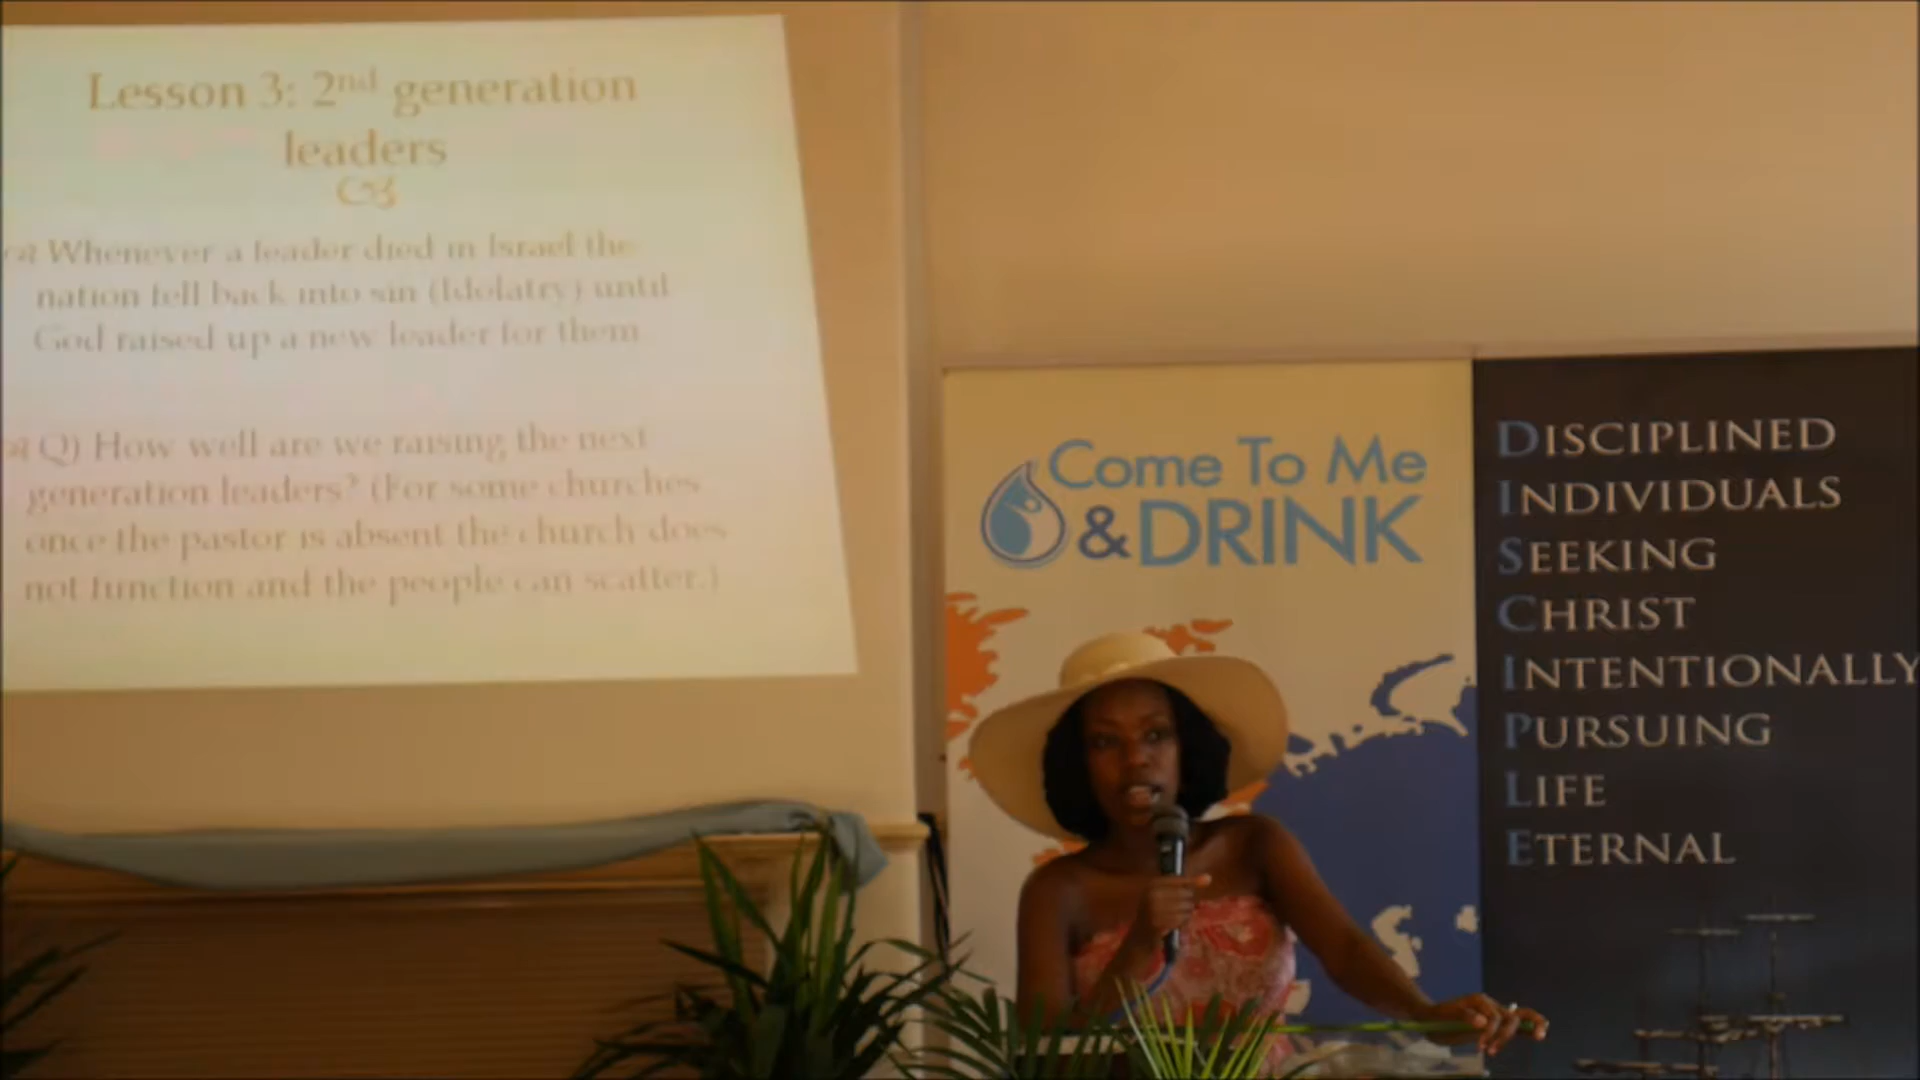 Lesson 3: 2nd generation
leaders
Whenever a leader died in Israel the
nation fell back into sin (Idolatry) until
God raised up a new leader for them
Q) How well are we raising the next
generation leaders? (For some churches
once the pastor is absent the church does
not function and the people can scatter.)
Come To Me
& DRINK
DISCIPLINED
INDIVIDUALS
SEEKING
CHRIST
INTENTIONALLY
PURSUING
LIFE
ETERNAL